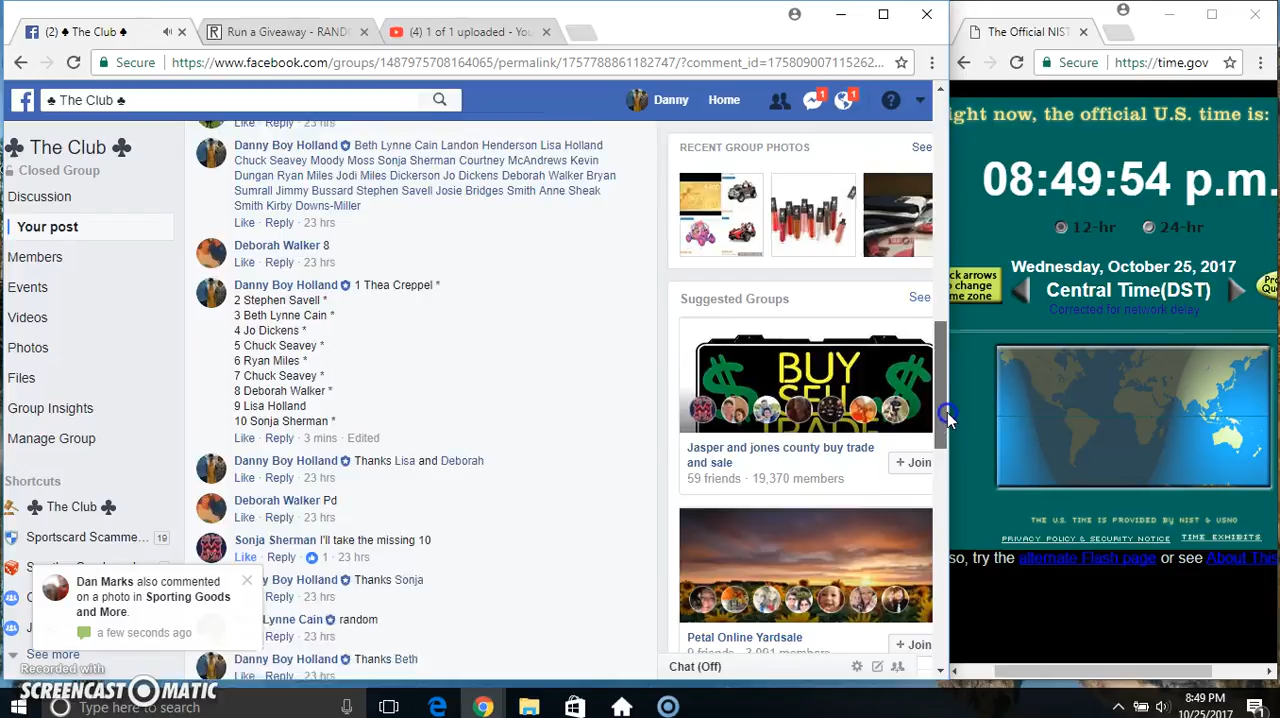 (2) ♣ The Club ♣
Run a Giveaway - RAND
(4) 1 of 1 uploaded - You
The Official NIST
Secure
https://www.facebook.com/groups/1487975708164065/permalink/1757788861182747/?comment_id=175809007115262...
Secure
https://time.gov
♣ The Club ♣
Danny
Home
1
1
♣ The Club ♣
Closed Group
Discussion
Your post
Members
Events
Videos
Photos
Files
Group Insights
Manage Group
Shortcuts
♣ The Club ♣
Sportscard Scamme... 19
See more
Like · Reply · 23 hrs
Danny Boy Holland Beth Lynne Cain Landon Henderson Lisa Holland
Chuck Seavey Moody Moss Sonja Sherman Courtney McAndrews Kevin
Dungan Ryan Miles Jodi Miles Dickerson Jo Dickens Deborah Walker Bryan
Sumrall Jimmy Bussard Stephen Savell Josie Bridges Smith Anne Sheak
Smith Kirby Downs-Miller
Like · Reply · 23 hrs
Deborah Walker 8
Like · Reply · 23 hrs
Danny Boy Holland 1 Thea Creppel *
2 Stephen Savell *
3 Beth Lynne Cain *
4 Jo Dickens *
5 Chuck Seavey *
6 Ryan Miles *
7 Chuck Seavey *
8 Deborah Walker *
9 Lisa Holland
10 Sonja Sherman *
Like · Reply · 3 mins · Edited
Danny Boy Holland Thanks Lisa and Deborah
Like · Reply · 23 hrs
Deborah Walker Pd
Like · Reply · 23 hrs
Sonja Sherman I'll take the missing 10
Like · Reply · 1 · 23 hrs
y Boy Holland Thanks Sonja
Reply · 23 hrs
Lynne Cain random
Reply · 23 hrs
Danny Boy Holland Thanks Beth
Like · Reply · 23 hrs
Dan Marks also commented
on a photo in Sporting Goods
and More.
a few seconds ago
RECENT GROUP PHOTOS
See
Suggested Groups
See
BUY
SELL
TRADE
Jasper and jones county buy trade
and sale
59 friends · 19,370 members
+ Join
Petal Online Yardsale
+ Join
Chat (Off)
ight now, the official U.S. time is:
08:49:54 p.m.
12-hr
24-hr
ck arrows
o change
me zone
Wednesday, October 25, 2017
Central Time(DST)
Corrected for network delay
THE U.S. TIME IS PROVIDED BY NIST & USNO
PRIVACY POLICY & SECURITY NOTICE
TIME EXHIBITS
so, try the alternate Flash page or see About This
Recorded with
SCREENCAST-O-MATIC
Type here to search
8:49 PM
10/25/2017